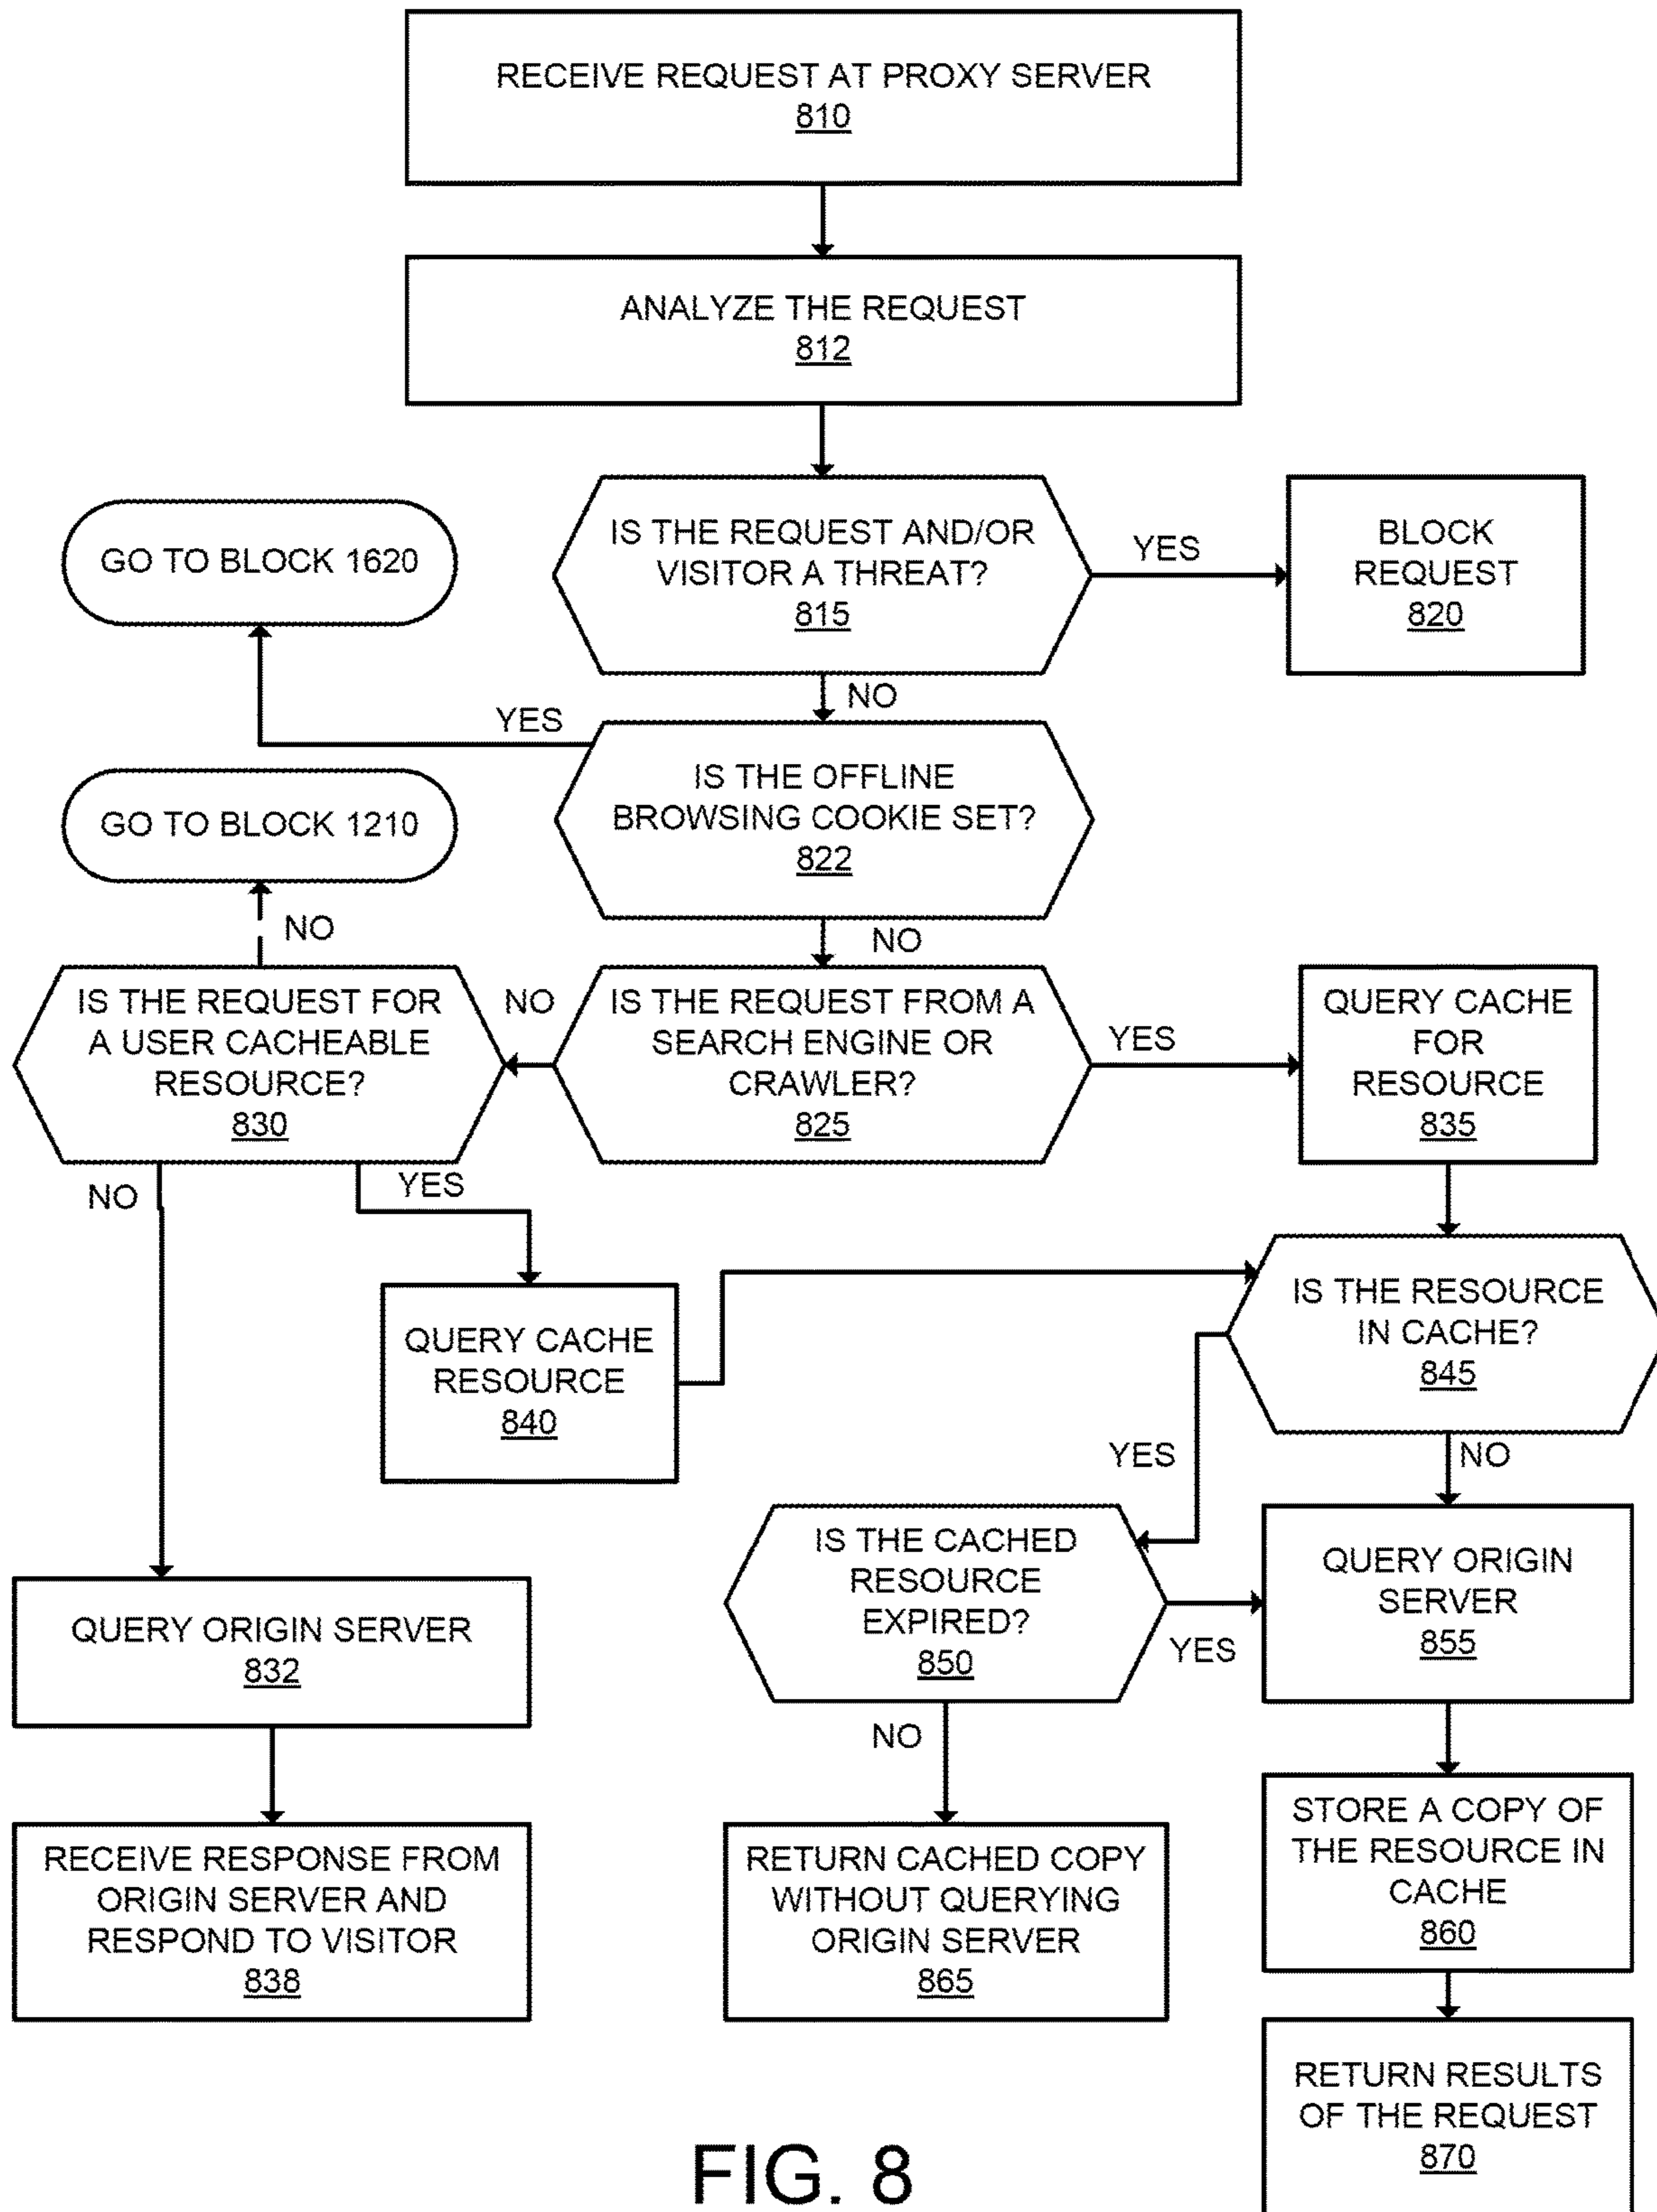 RECEIVE REQUEST AT PROXY SERVER
810
ANALYZE THE REQUEST
812
IS THE REQUEST AND/OR
VISITOR A THREAT?
815
YES
BLOCK
REQUEST
820
GO TO BLOCK 1620
NO
YES
IS THE OFFLINE
BROWSING COOKIE SET?
822
GO TO BLOCK 1210
NO
NO
IS THE REQUEST FOR
A USER CACHEABLE
RESOURCE?
830
NO
IS THE REQUEST FROM A
SEARCH ENGINE OR
CRAWLER?
825
YES
QUERY CACHE
FOR
RESOURCE
835
NO
YES
QUERY CACHE
RESOURCE
840
IS THE RESOURCE
IN CACHE?
845
YES
NO
IS THE CACHED
RESOURCE
EXPIRED?
850
YES
QUERY ORIGIN
SERVER
855
QUERY ORIGIN SERVER
832
NO
RECEIVE RESPONSE FROM
ORIGIN SERVER AND
RESPOND TO VISITOR
838
RETURN CACHED COPY
WITHOUT QUERYING
ORIGIN SERVER
865
STORE A COPY OF
THE RESOURCE IN
CACHE
860
RETURN RESULTS
OF THE REQUEST
870
FIG. 8